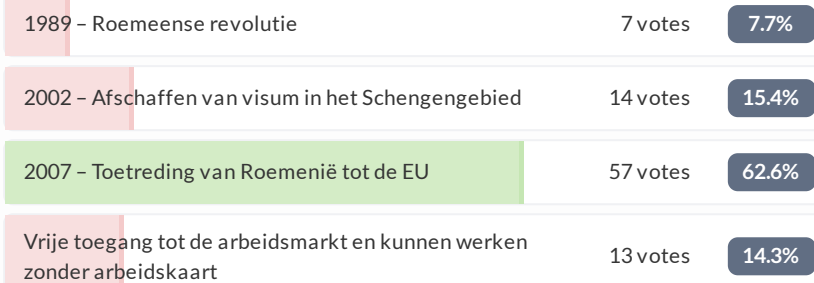 1989 – Roemeense revolutie 7 votes 7.7%
2002 – Afschaffen van visum in het Schengengebied 14 votes 15.4%
2007 – Toetreding van Roemenië tot de EU 57 votes 62.6%
Vrije toegang tot de arbeidsmarkt en kunnen werken
zonder arbeidskaart 13 votes 14.3%